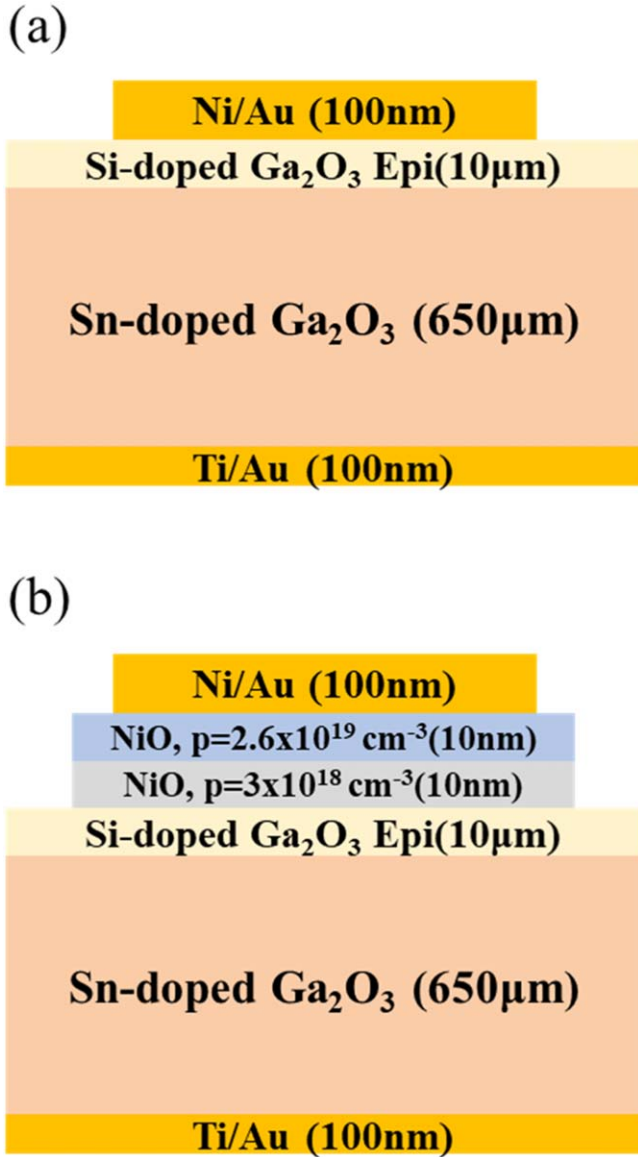 (a)
Ni/Au (100nm)
Si-doped Ga₂O₃ Epi(10μm)
Sn-doped Ga₂O₃ (650μm)
Ti/Au (100nm)
(b)
Ni/Au (100nm)
NiO, p=2.6x10¹⁹ cm⁻³(10nm)
NiO, p=3x10¹⁸ cm⁻³(10nm)
Si-doped Ga₂O₃ Epi(10μm)
Sn-doped Ga₂O₃ (650μm)
Ti/Au (100nm)